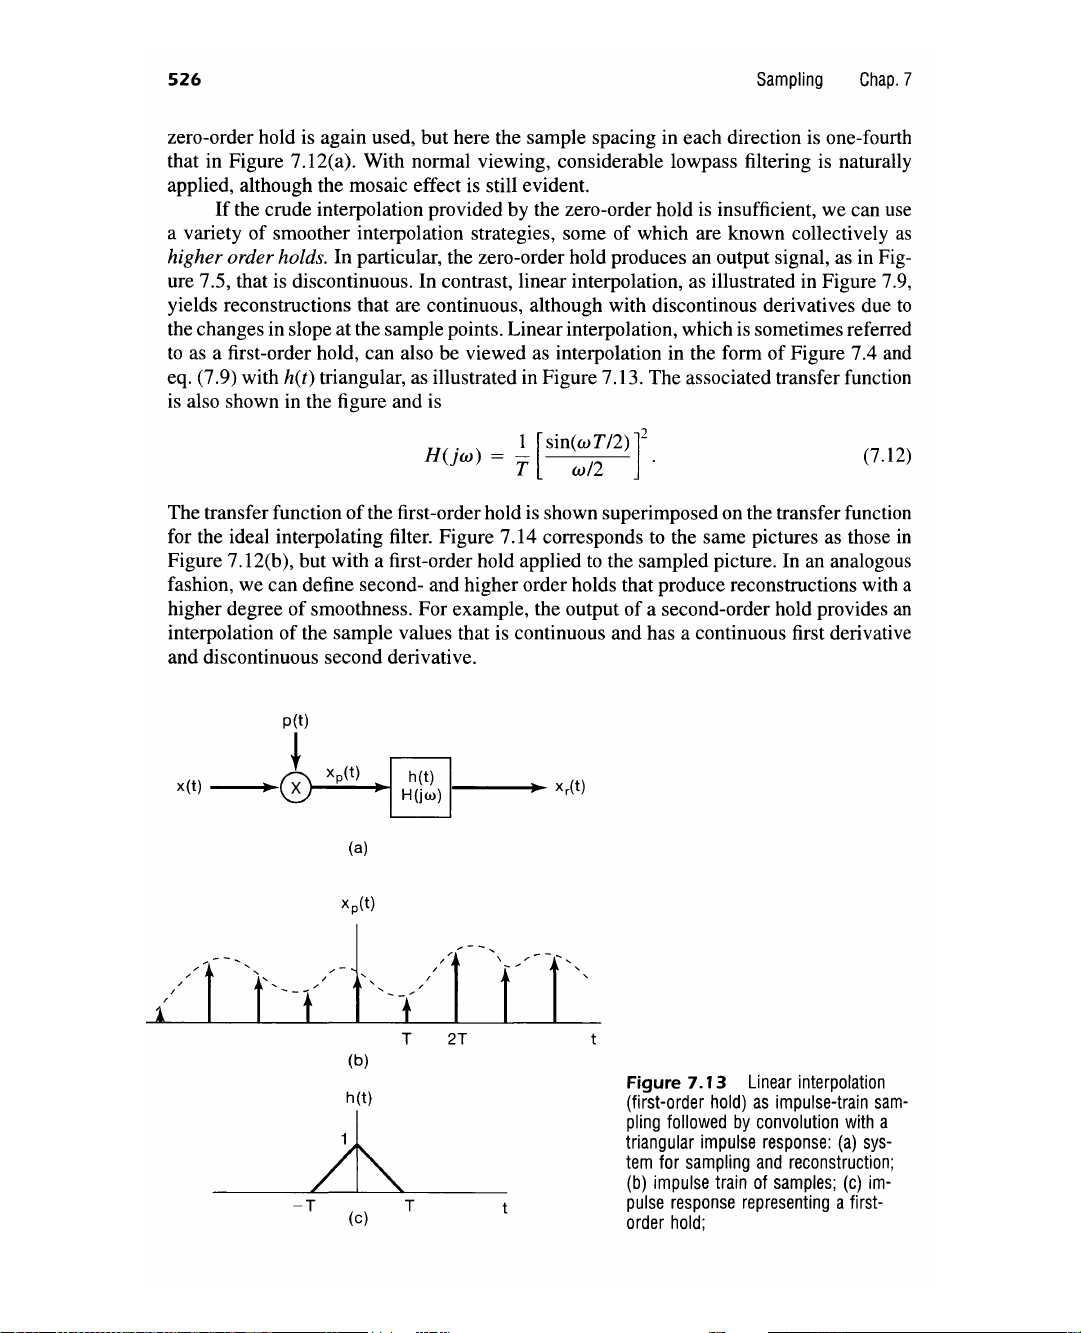 526 Sampling Chap. 7
zero-order hold is again used, but here the sample spacing in each direction is one-fourth
that in Figure 7.12(a). With normal viewing, considerable lowpass filtering is naturally
applied, although the mosaic effect is still evident.
If the crude interpolation provided by the zero-order hold is insufficient, we can use
a variety of smoother interpolation strategies, some of which are known collectively as
higher order holds. In particular, the zero-order hold produces an output signal, as in Fig-
ure 7.5, that is discontinuous. In contrast, linear interpolation, as illustrated in Figure 7.9,
yields reconstructions that are continuous, although with discontinous derivatives due to
the changes in slope at the sample points. Linear interpolation, which is sometimes referred
to as a first-order hold, can also be viewed as interpolation in the form of Figure 7.4 and
eq. (7.9) with h(t) triangular, as illustrated in Figure 7.13. The associated transfer function
is also shown in the figure and is
H(jω) = 1/T [sin(ωT/2) / ω/2]². (7.12)
The transfer function of the first-order hold is shown superimposed on the transfer function
for the ideal interpolating filter. Figure 7.14 corresponds to the same pictures as those in
Figure 7.12(b), but with a first-order hold applied to the sampled picture. In an analogous
fashion, we can define second- and higher order holds that produce reconstructions with a
higher degree of smoothness. For example, the output of a second-order hold provides an
interpolation of the sample values that is continuous and has a continuous first derivative
and discontinuous second derivative.
p(t)
x(t) X xp(t) h(t) xr(t)
H(jω)
(a)
xp(t)
T 2T t
(b)
h(t)
1
−T T t
(c)
Figure 7.13 Linear interpolation
(first-order hold) as impulse-train sam-
pling followed by convolution with a
triangular impulse response: (a) sys-
tem for sampling and reconstruction;
(b) impulse train of samples; (c) im-
pulse response representing a first-
order hold;